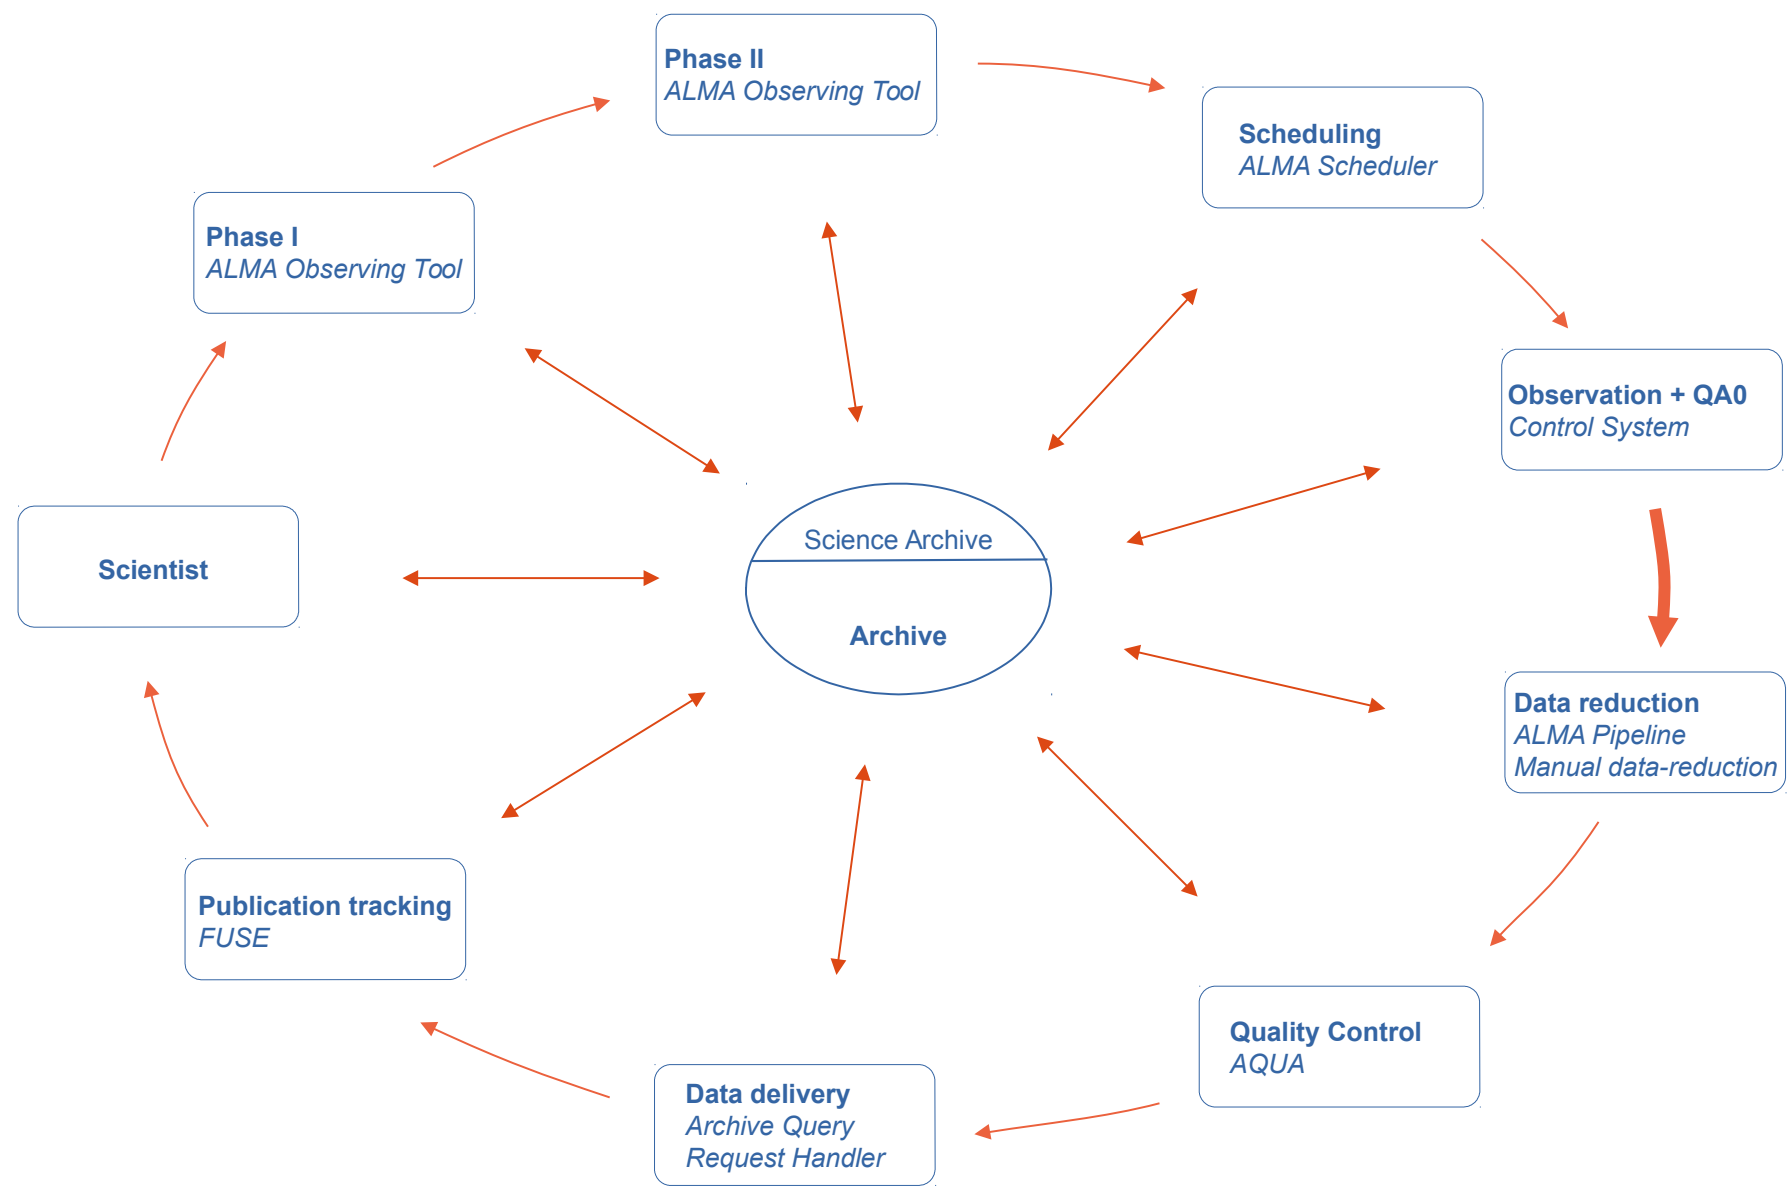 Phase II
ALMA Observing Tool
Scheduling
ALMA Scheduler
Phase I
ALMA Observing Tool
Observation + QA0
Control System
Science Archive
Archive
Scientist
Data reduction
ALMA Pipeline
Manual data-reduction
Publication tracking
FUSE
Quality Control
AQUA
Data delivery
Archive Query
Request Handler